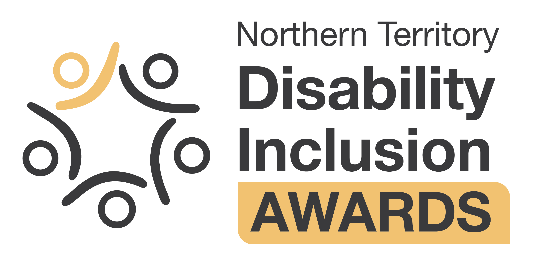 Northern Territory
Disability
Inclusion
AWARDS